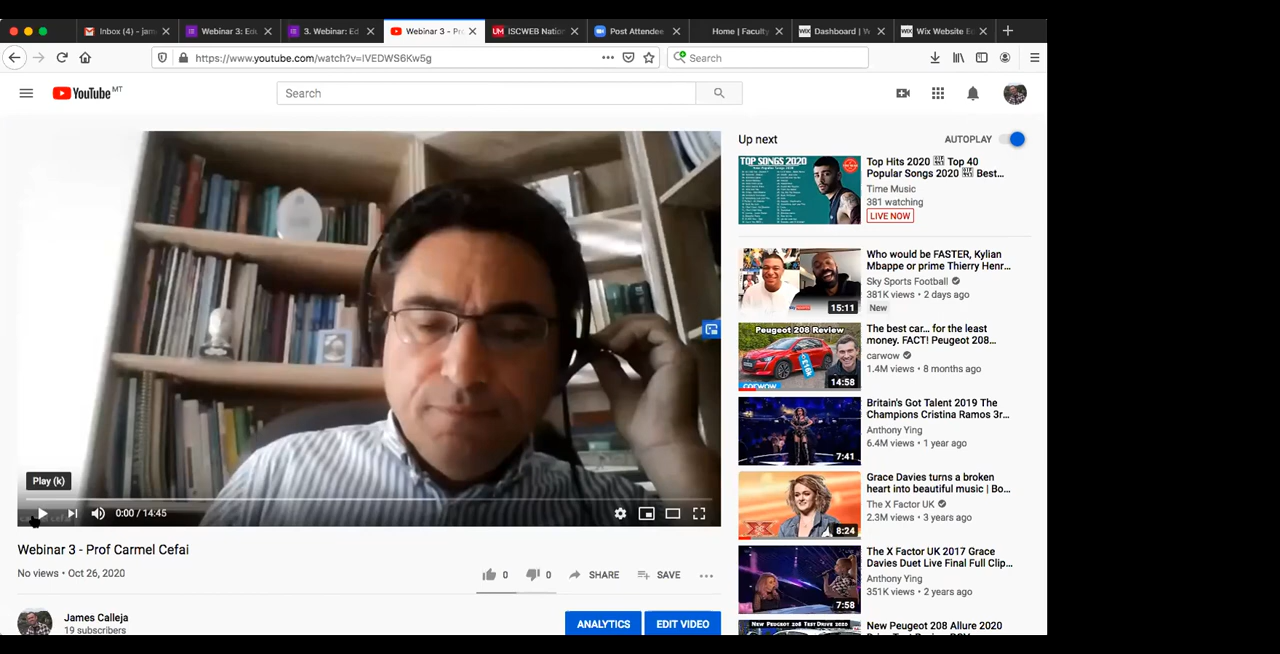 Inbox (4) - jam
Webinar 3: Edu
3. Webinar: Ed
Webinar 3 - Pr
ISCWEB Natio
Post Attendee
Home | Faculty
Dashboard | W
Wix Website E
https://www.youtube.com/watch?v=IVEDWS6Kw5g
Search
YouTube MT
Search
Play (k)
0:00 / 14:45
Webinar 3 - Prof Carmel Cefai
No views • Oct 26, 2020
0
0
SHARE
SAVE
James Calleja
19 subscribers
ANALYTICS
EDIT VIDEO
Up next
AUTOPLAY
TOP SONGS 2020
Top Hits 2020 Top 40
Popular Songs 2020 Best...
Time Music
381 watching
LIVE NOW
15:11
Who would be FASTER, Kylian
Mbappe or prime Thierry Henr...
Sky Sports Football
381K views • 2 days ago
New
Peugeot 208 Review
carwow
14:58
The best car... for the least
money. FACT! Peugeot 208...
carwow
1.4M views • 8 months ago
7:41
Britain's Got Talent 2019 The
Champions Cristina Ramos 3r...
Anthony Ying
6.4M views • 1 year ago
8:24
Grace Davies turns a broken
heart into beautiful music | Bo...
The X Factor UK
2.3M views • 3 years ago
7:58
The X Factor UK 2017 Grace
Davies Duet Live Final Full Clip...
Anthony Ying
351K views • 2 years ago
NEW PEUGEOT 208 TEST DRIVE 2020
New Peugeot 208 Allure 2020